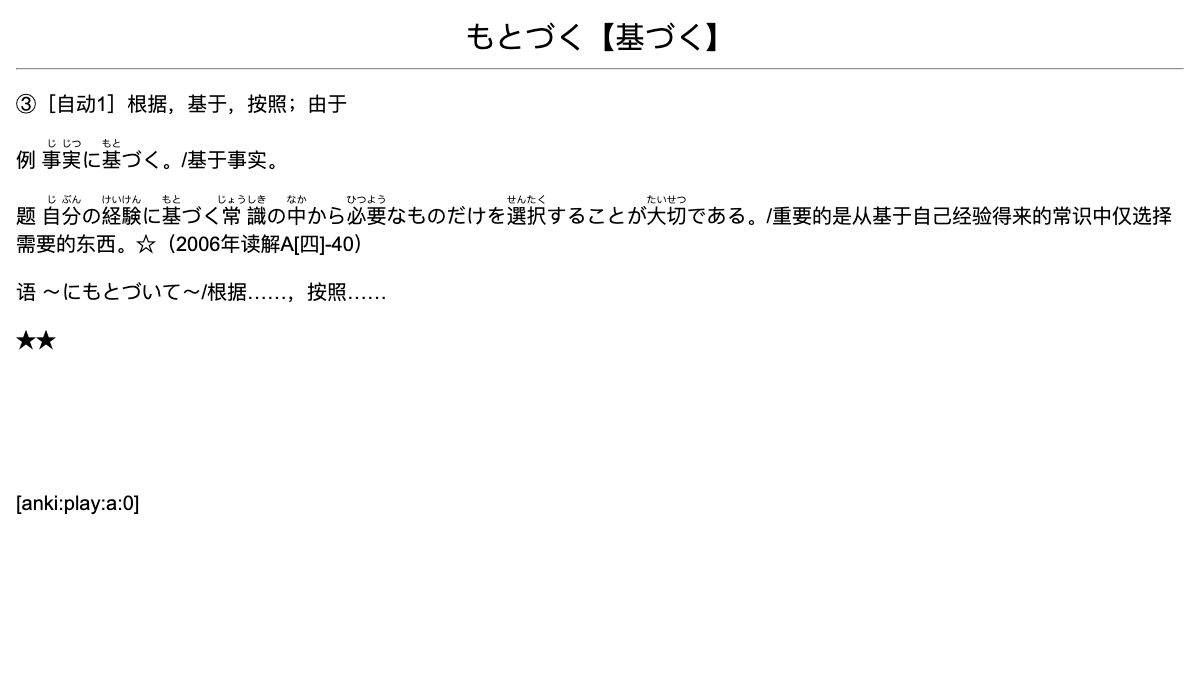 もとづく【基づく】
③［自动1］根据，基于，按照；由于
じ じつ もと
例 事実に基づく。/基于事实。
じ ぶん けいけん もと じょうしき なか ひつよう せんたく たいせつ
题 自分の経験に基づく常識の中から必要なものだけを選択することが大切である。/重要的是从基于自己经验得来的常识中仅选择
需要的东西。☆（2006年读解A[四]-40）
语 ～にもとづいて～/根据……，按照……
★★
[anki:play:a:0]